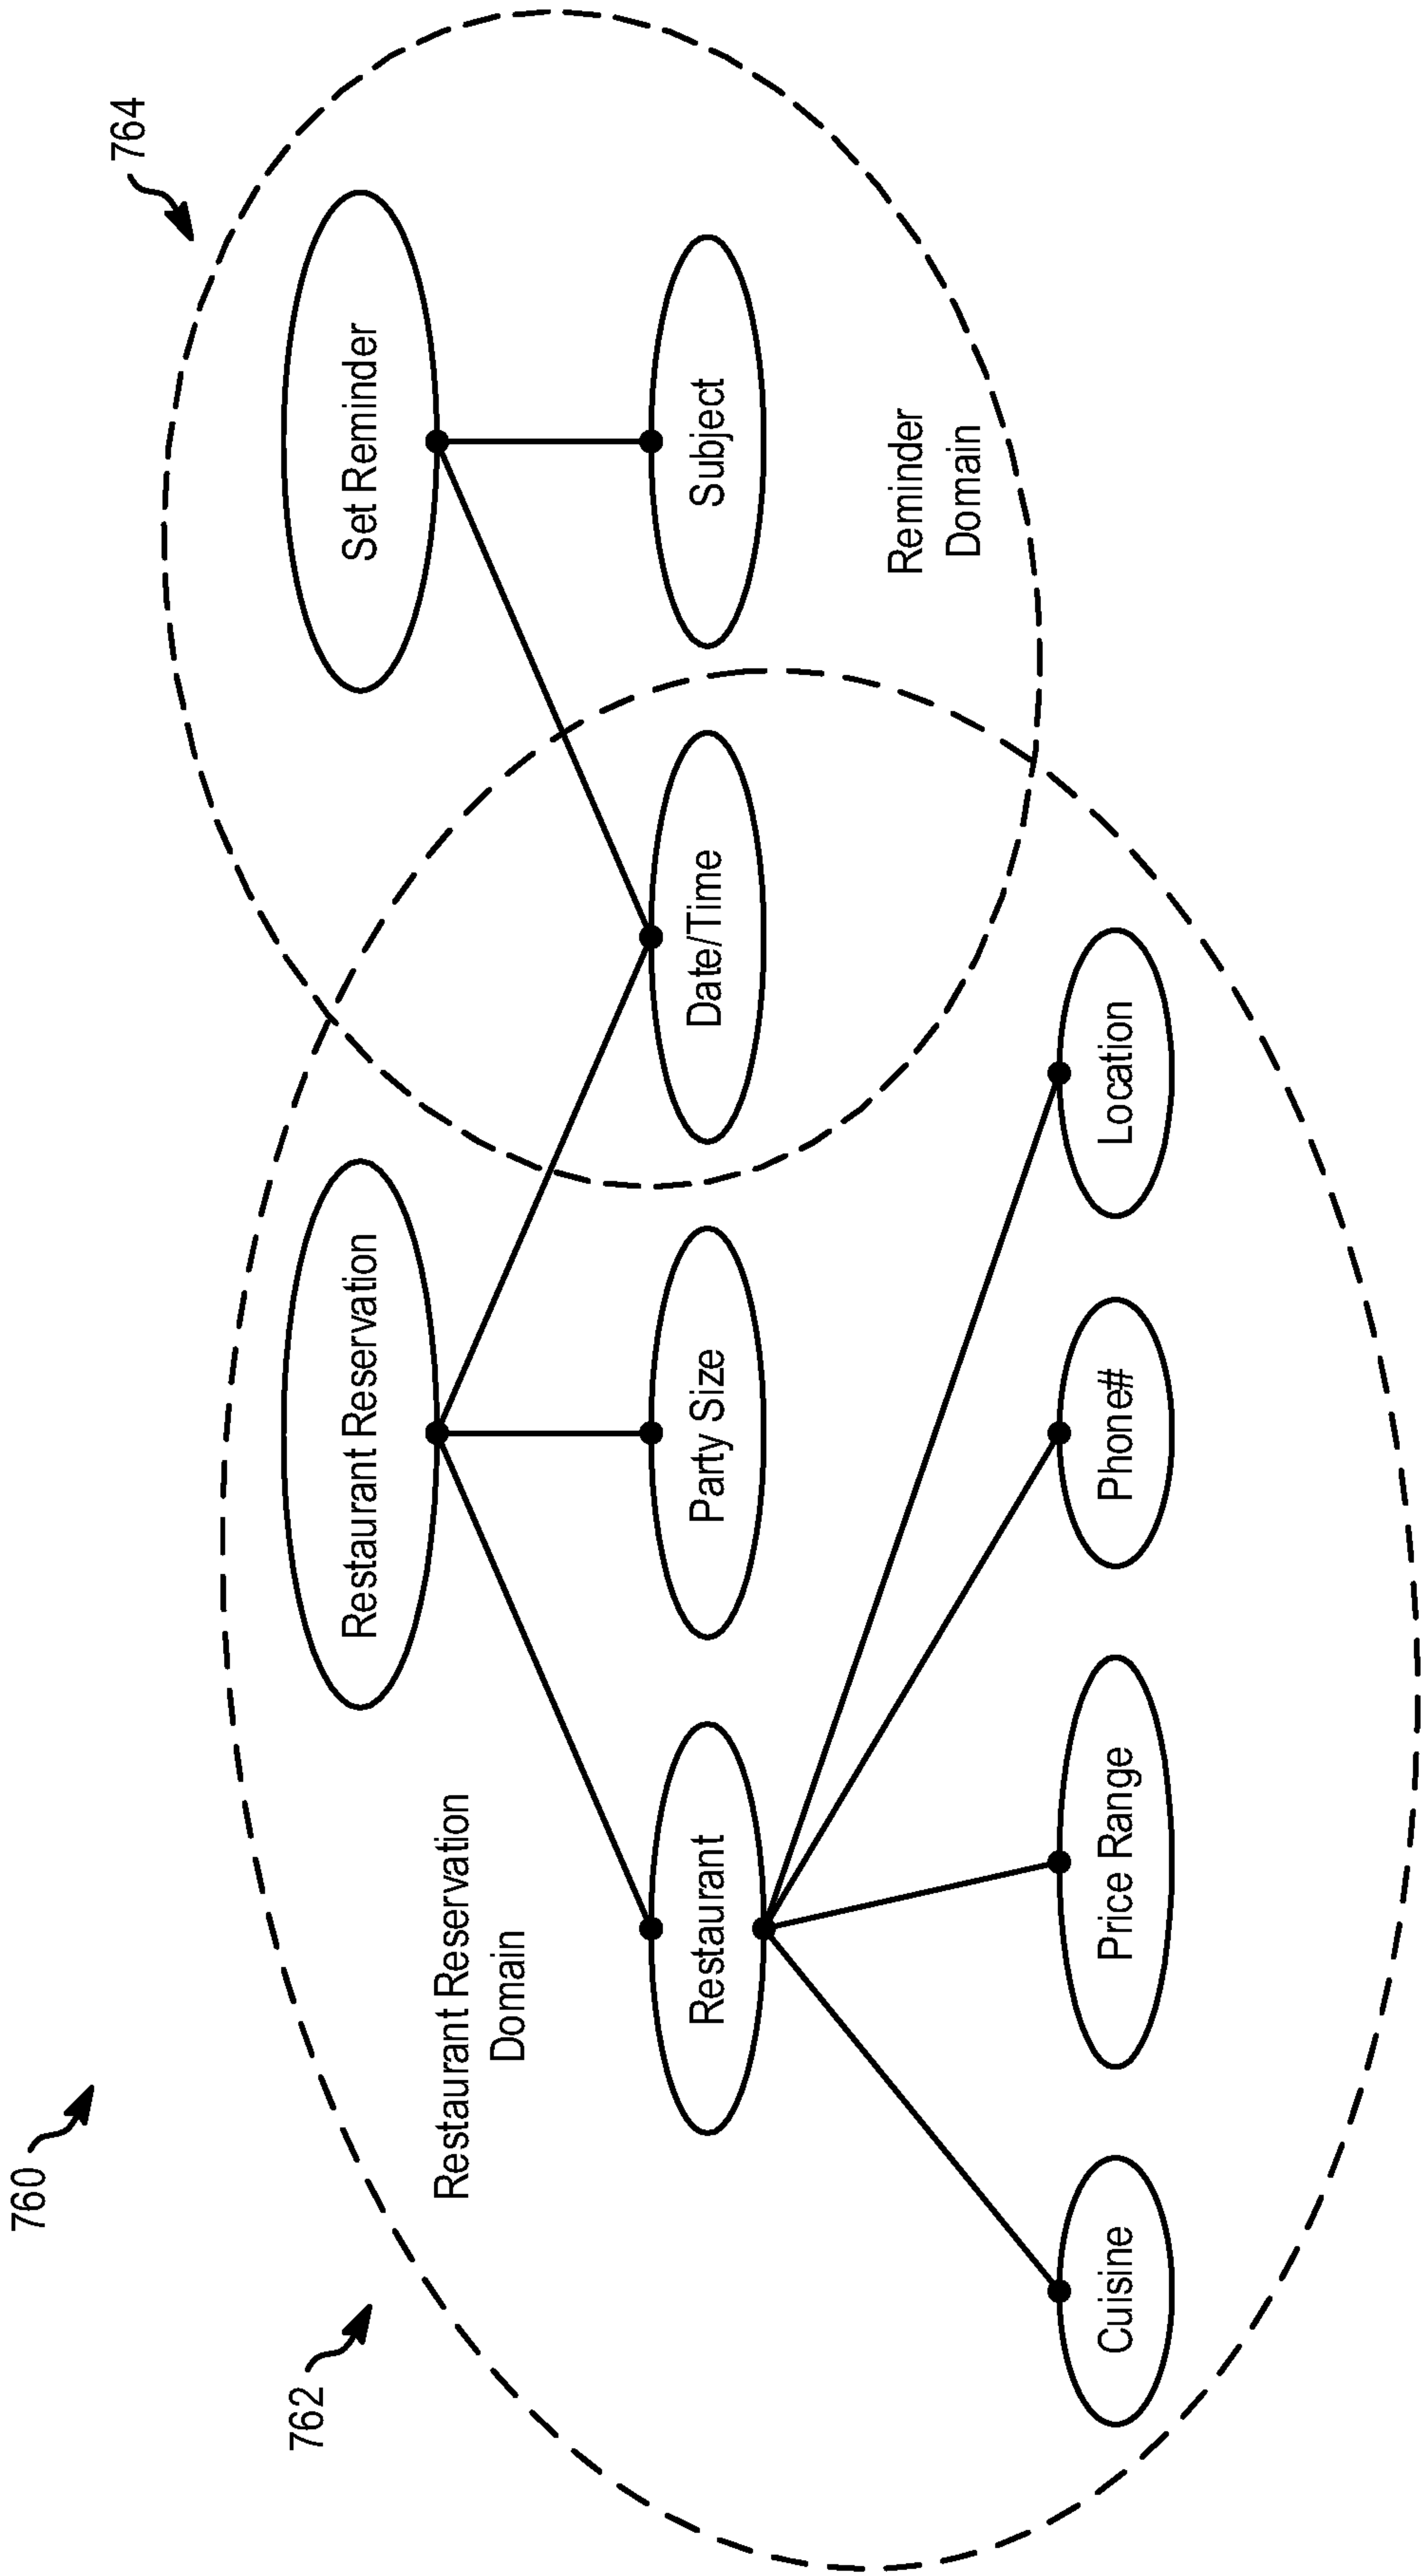 760
762
764
Restaurant Reservation
Set Reminder
Restaurant Reservation
Domain
Restaurant
Party Size
Date/Time
Subject
Reminder
Domain
Cuisine
Price Range
Phone#
Location